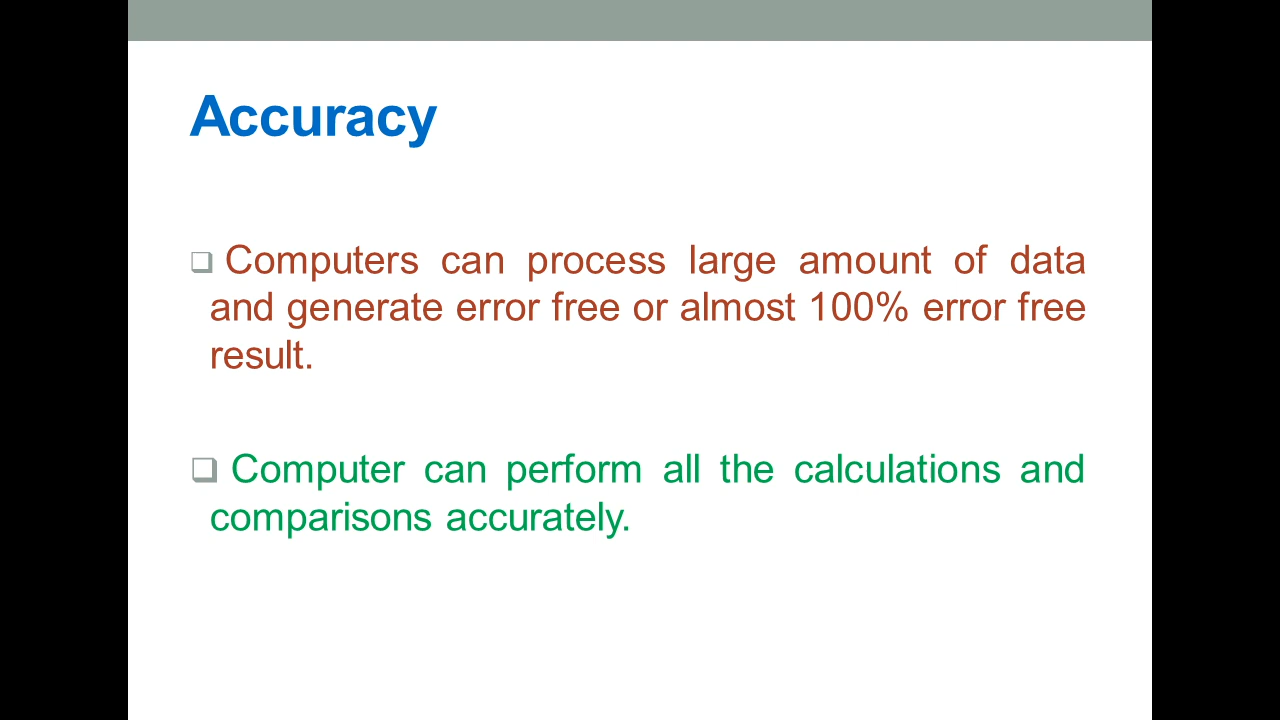 Accuracy
Computers can process large amount of data
and generate error free or almost 100% error free
result.
Computer can perform all the calculations and
comparisons accurately.